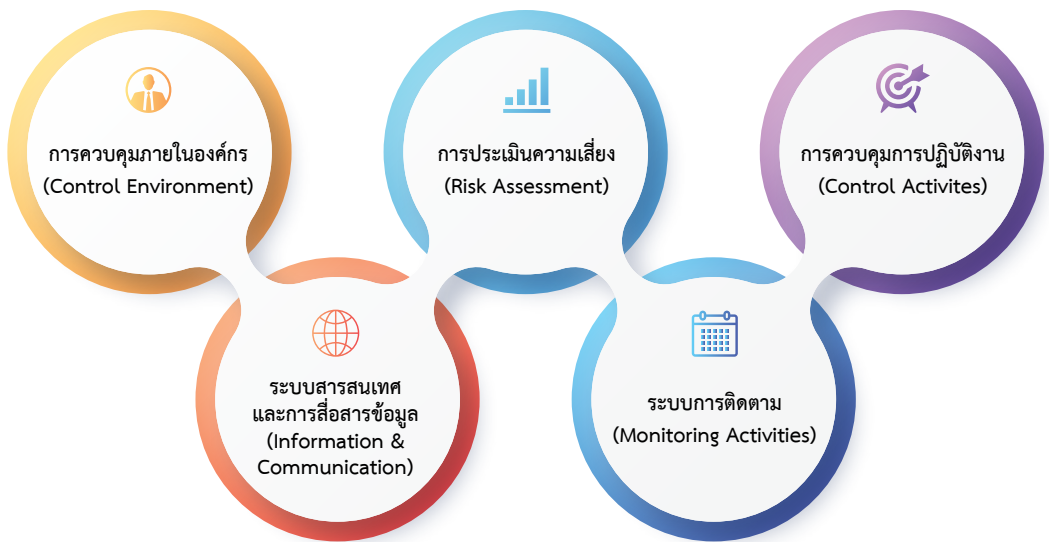 การควบคุมภายในองค์กร
(Control Environment)
การประเมินความเสี่ยง
(Risk Assessment)
การควบคุมการปฏิบัติงาน
(Control Activites)
ระบบสารสนเทศ
และการสื่อสารข้อมูล
(Information &
Communication)
ระบบการติดตาม
(Monitoring Activities)